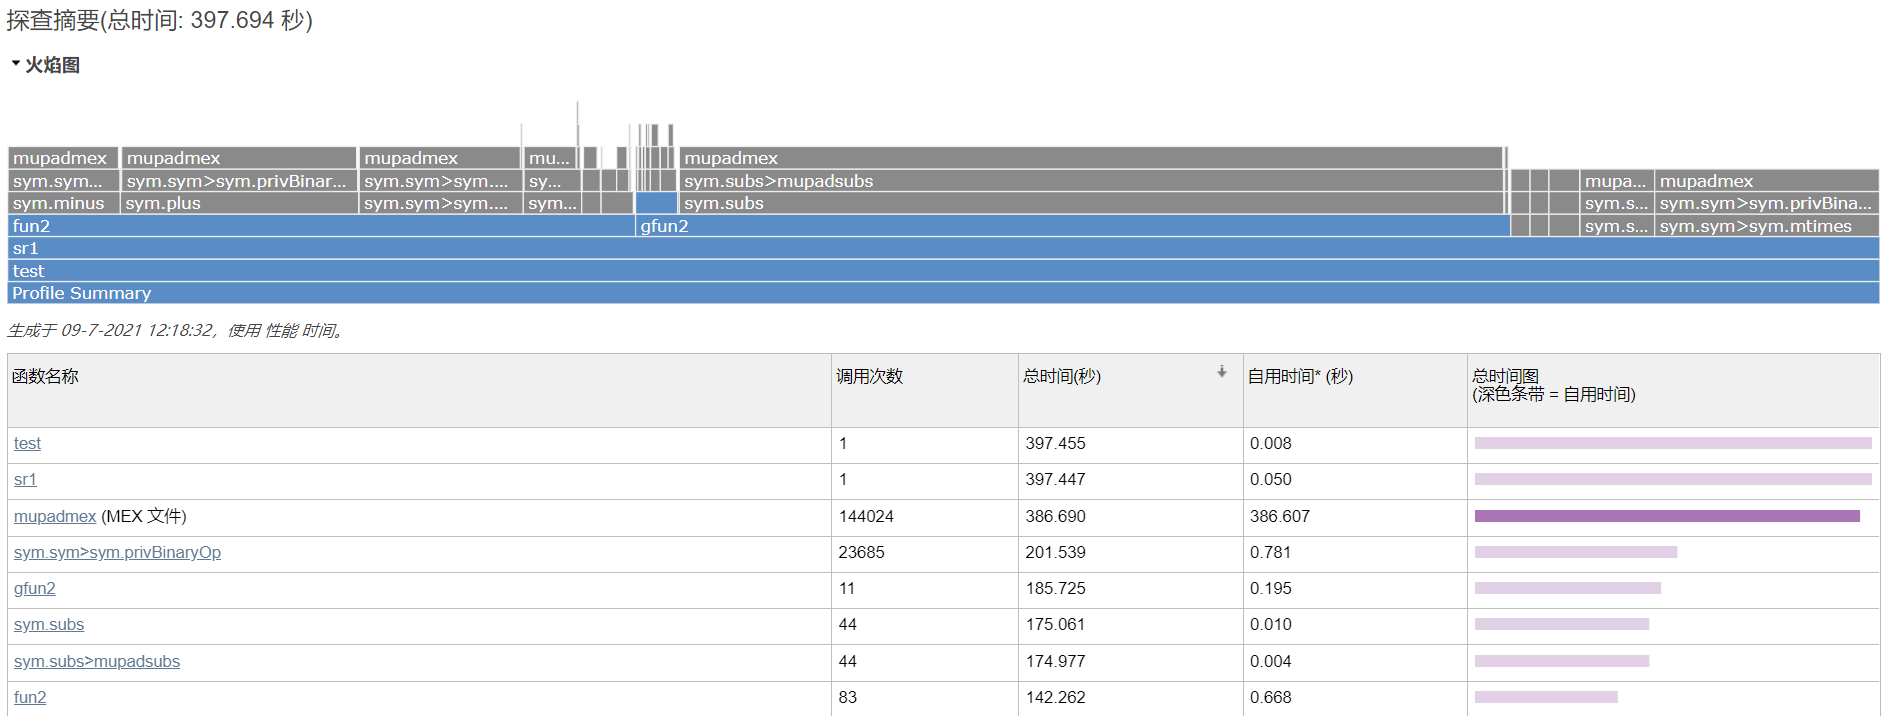 探查摘要(总时间: 397.694 秒)
火焰图
mupadmex mupadmex mupadmex mu... mupadmex
sym.sym... sym.sym>sym.privBinar... sym.sym>sym.... sy... sym.subs>mupadsubs mupa... mupadmex
sym.minus sym.plus sym.sym>sym.... sym... sym.subs sym.s... sym.sym>sym.privBina...
fun2 gfun2 sym.s... sym.sym>sym.mtimes
sr1
test
Profile Summary
生成于 09-7-2021 12:18:32，使用 性能 时间。
函数名称 调用次数 总时间(秒) 自用时间* (秒) 总时间图
(深色条带 = 自用时间)
test 1 397.455 0.008
sr1 1 397.447 0.050
mupadmex (MEX 文件) 144024 386.690 386.607
sym.sym>sym.privBinaryOp 23685 201.539 0.781
gfun2 11 185.725 0.195
sym.subs 44 175.061 0.010
sym.subs>mupadsubs 44 174.977 0.004
fun2 83 142.262 0.668